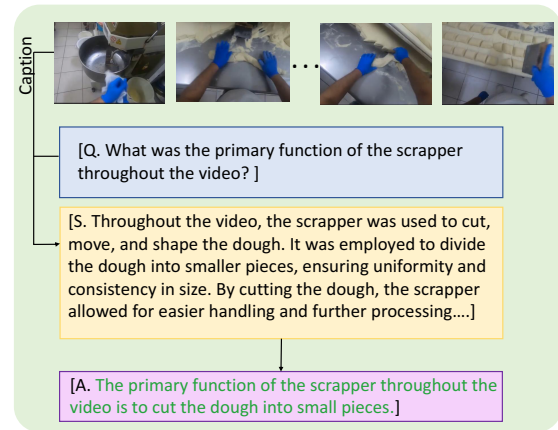 Caption
[Q. What was the primary function of the scrapper
throughout the video? ]
[S. Throughout the video, the scrapper was used to cut,
move, and shape the dough. It was employed to divide
the dough into smaller pieces, ensuring uniformity and
consistency in size. By cutting the dough, the scrapper
allowed for easier handling and further processing....]
[A. The primary function of the scrapper throughout the
video is to cut the dough into small pieces.]